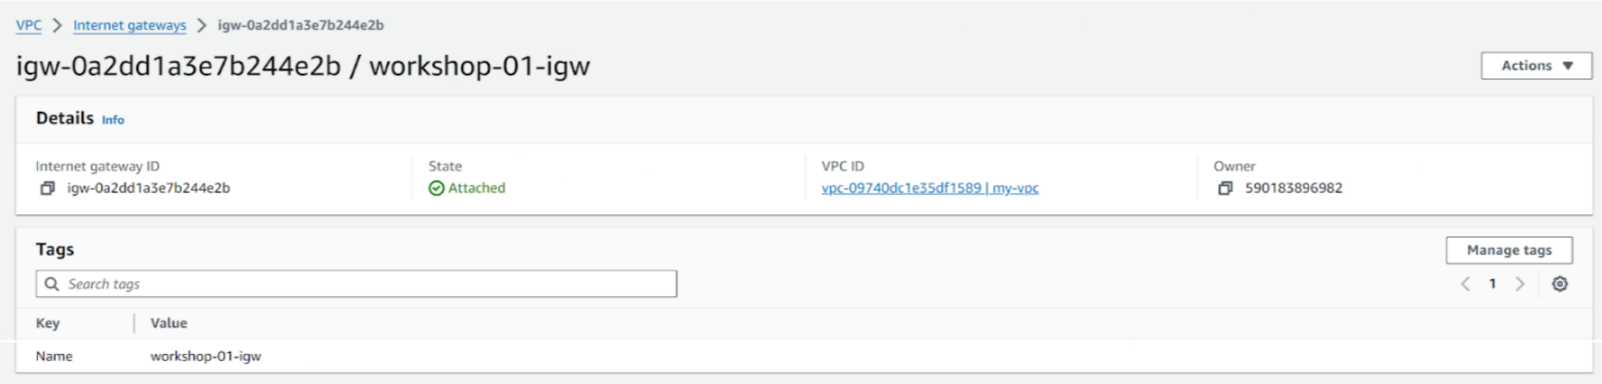 VPC > Internet gateways > igw-0a2dd1a3e7b244e2b
igw-0a2dd1a3e7b244e2b / workshop-01-igw
Actions ▼
Details Info
Internet gateway ID
igw-0a2dd1a3e7b244e2b
State
Attached
VPC ID
vpc-09740dc1e35df1589 | my-vpc
Owner
590183896982
Tags
Manage tags
Search tags
< 1 >
Key Value
Name workshop-01-igw